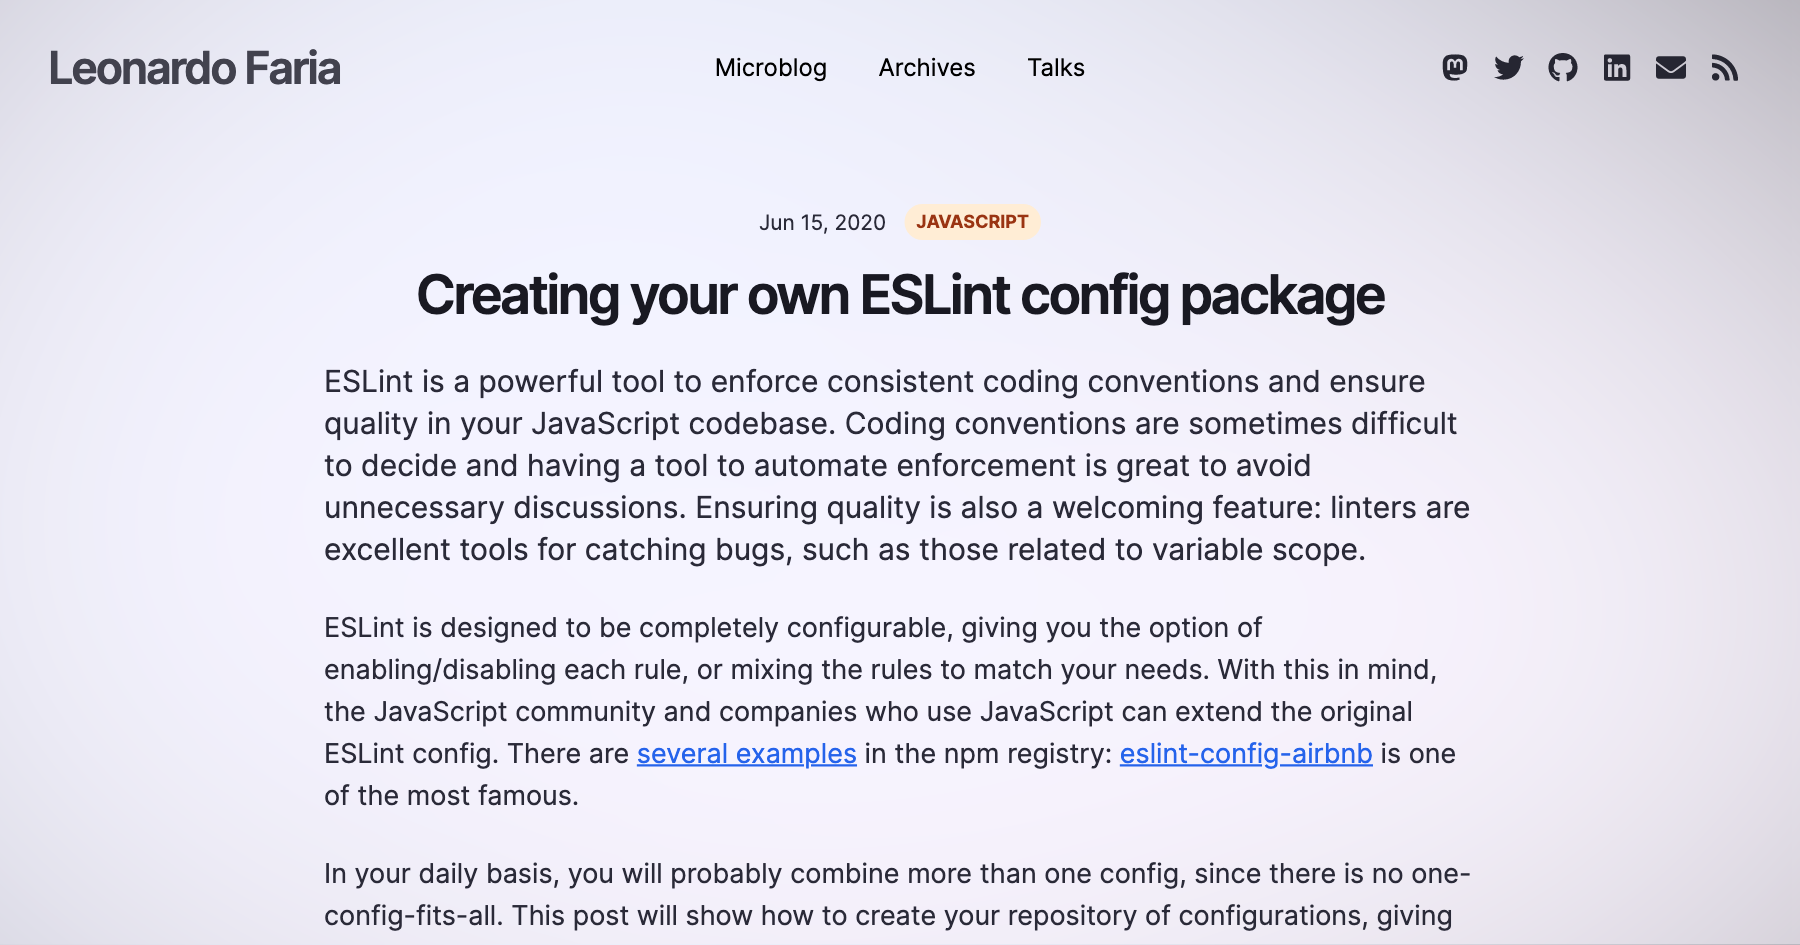 Leonardo Faria
Microblog Archives Talks
Jun 15, 2020 JAVASCRIPT
Creating your own ESLint config package
ESLint is a powerful tool to enforce consistent coding conventions and ensure
quality in your JavaScript codebase. Coding conventions are sometimes difficult
to decide and having a tool to automate enforcement is great to avoid
unnecessary discussions. Ensuring quality is also a welcoming feature: linters are
excellent tools for catching bugs, such as those related to variable scope.
ESLint is designed to be completely configurable, giving you the option of
enabling/disabling each rule, or mixing the rules to match your needs. With this in mind,
the JavaScript community and companies who use JavaScript can extend the original
ESLint config. There are several examples in the npm registry: eslint-config-airbnb is one
of the most famous.
In your daily basis, you will probably combine more than one config, since there is no one-
config-fits-all. This post will show how to create your repository of configurations, giving